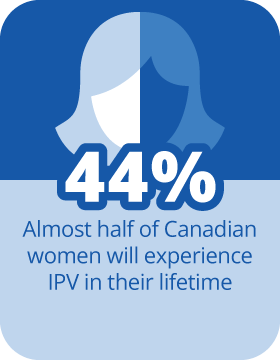 44%
Almost half of Canadian
women will experience
IPV in their lifetime